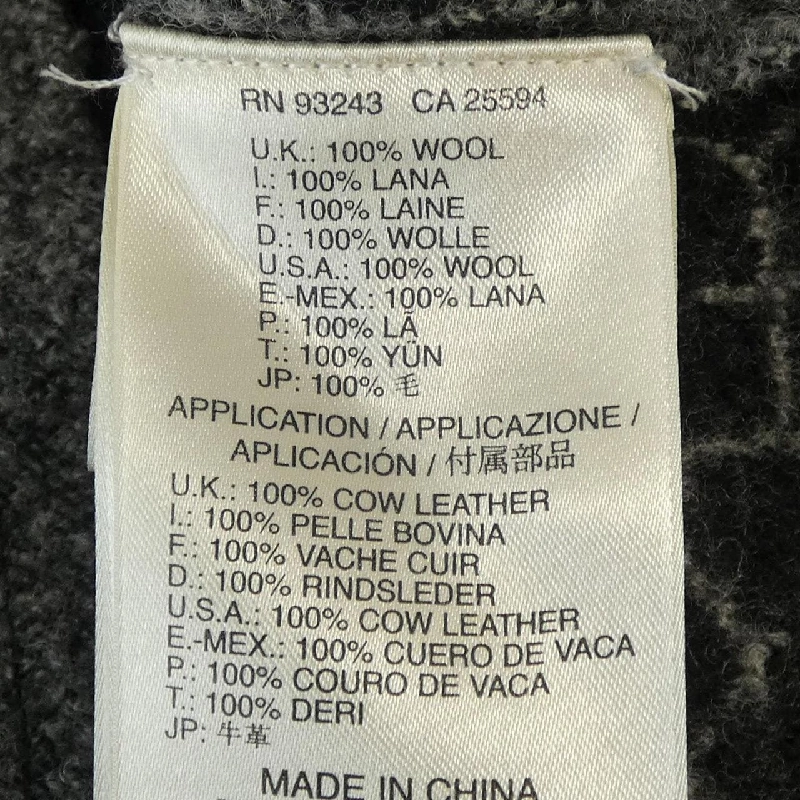 RN 93243 CA 25594
U.K.: 100% WOOL
I.: 100% LANA
F.: 100% LAINE
D.: 100% WOLLE
U.S.A.: 100% WOOL
E.-MEX.: 100% LANA
P.: 100% LÃ
T.: 100% YÜN
JP: 100% 毛
APPLICATION / APPLICAZIONE /
APLICACIÓN / 付属部品
U.K.: 100% COW LEATHER
I.: 100% PELLE BOVINA
F.: 100% VACHE CUIR
D.: 100% RINDSLEDER
U.S.A.: 100% COW LEATHER
E.-MEX.: 100% CUERO DE VACA
P.: 100% COURO DE VACA
T.: 100% DERI
JP: 牛革
MADE IN CHINA